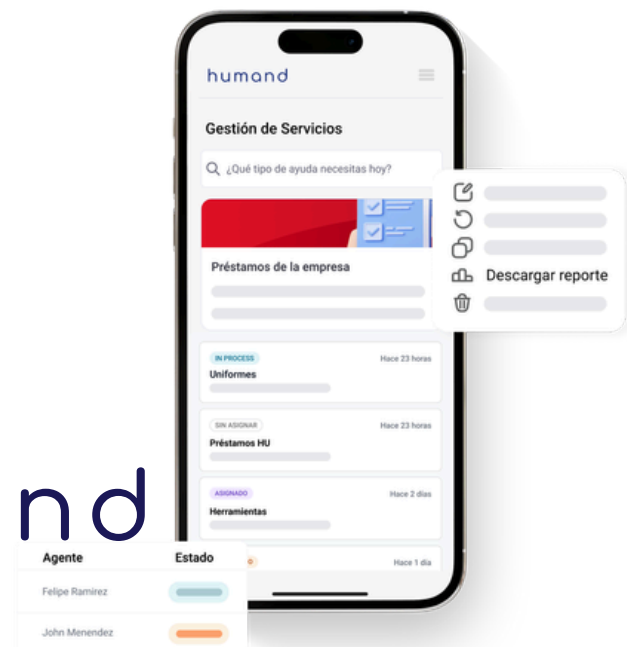 humand
Gestión de Servicios
¿Qué tipo de ayuda necesitas hoy?
Descargar reporte
Préstamos de la empresa
IN PROCESS
Hace 23 horas
Uniformes
SIN ASIGNAR
Hace 23 horas
Préstamos HU
ASIGNADO
Hace 2 días
Herramientas
Hace 1 día
nd
Agente Estado
Felipe Ramirez
John Menendez